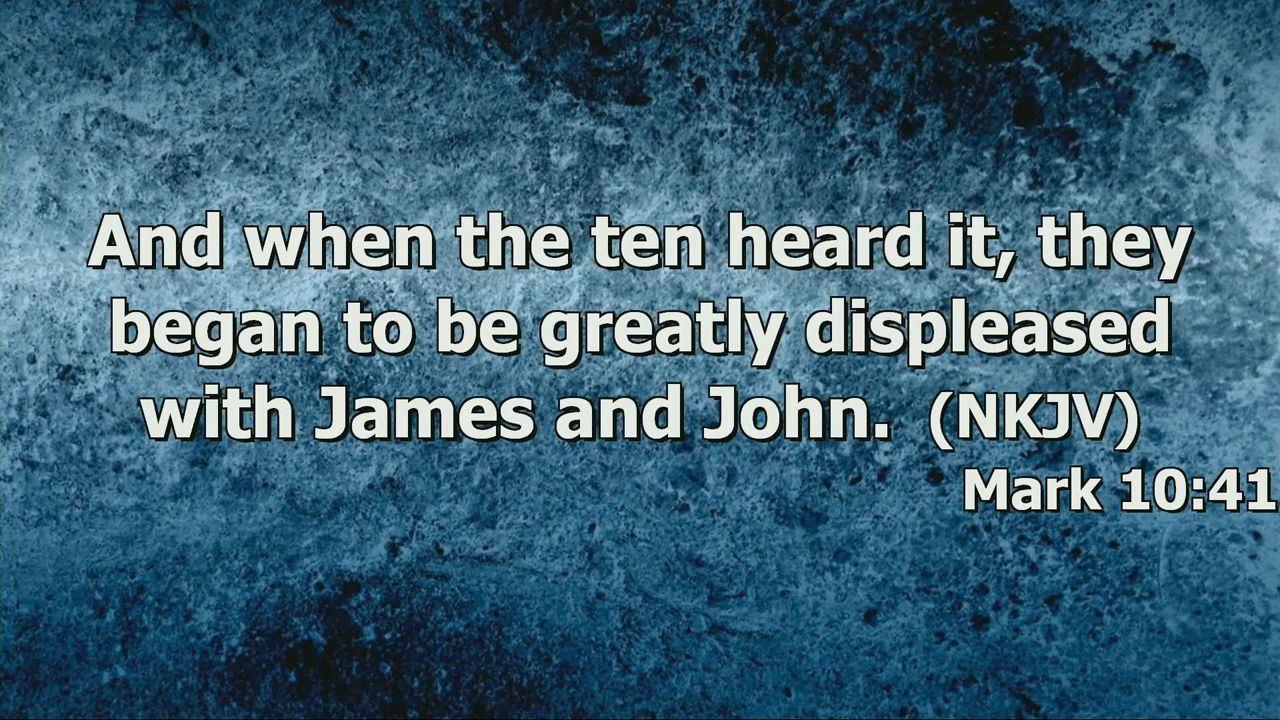 And when the ten heard it, they
began to be greatly displeased
with James and John. (NKJV)
Mark 10:41